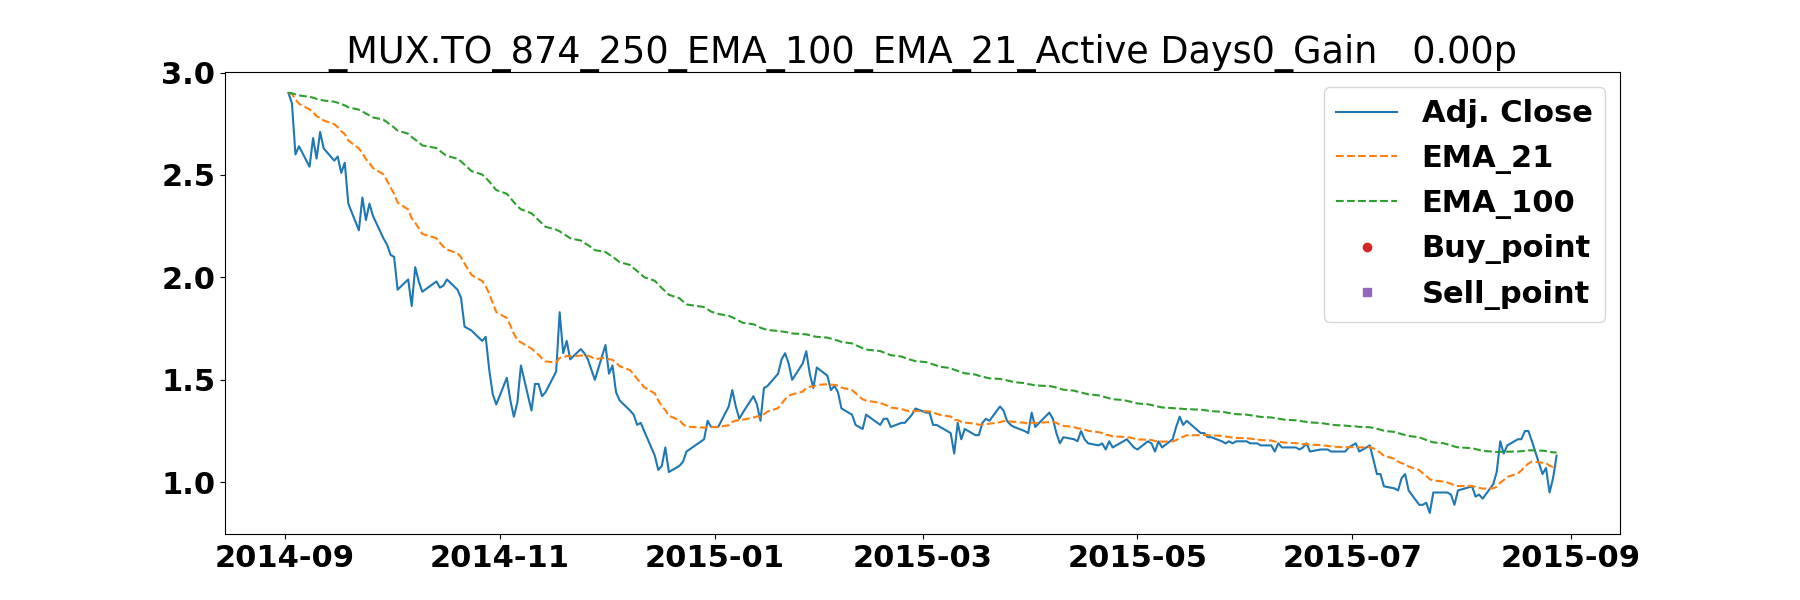 _MUX.TO_874_250_EMA_100_EMA_21_Active Days0_Gain   0.00p
3.0
2.5
2.0
1.5
1.0
Adj. Close
EMA_21
EMA_100
Buy_point
Sell_point
2014-09 2014-11 2015-01 2015-03 2015-05 2015-07 2015-09